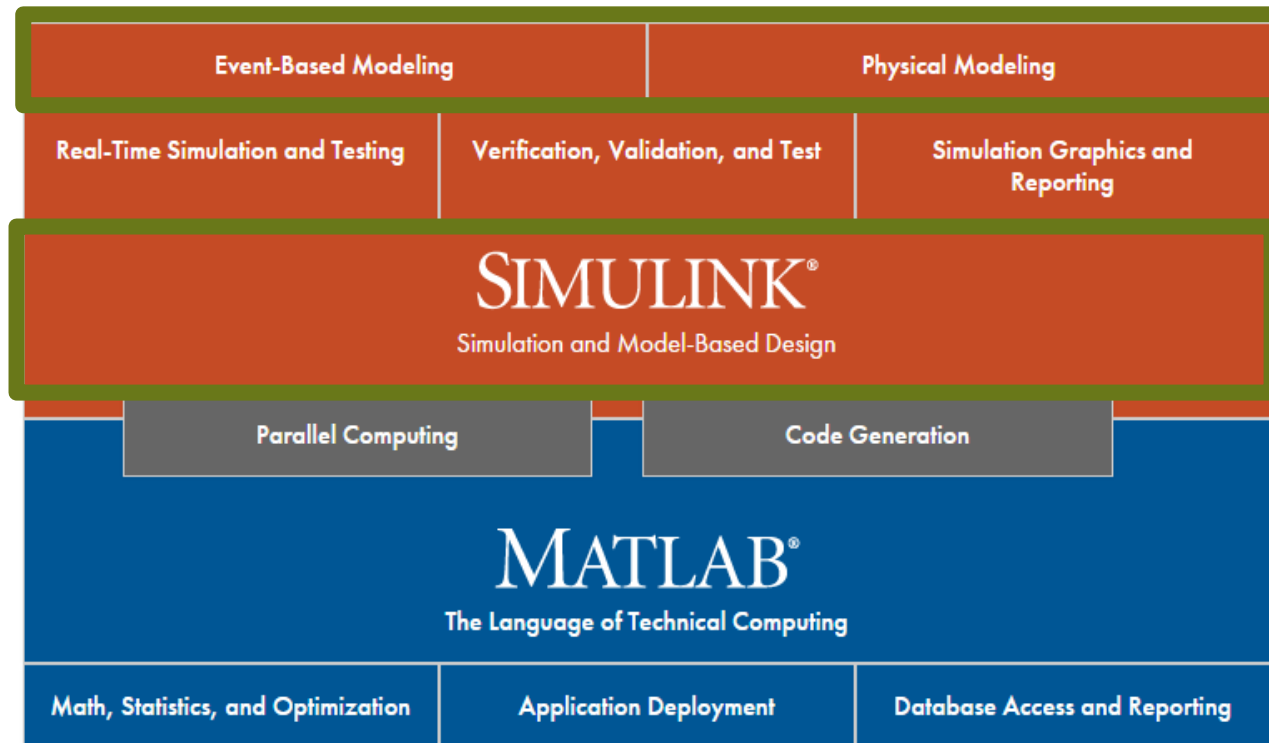 Event-Based Modeling
Physical Modeling
Real-Time Simulation and Testing
Verification, Validation, and Test
Simulation Graphics and
Reporting
SIMULINK®
Simulation and Model-Based Design
Parallel Computing
Code Generation
MATLAB®
The Language of Technical Computing
Math, Statistics, and Optimization
Application Deployment
Database Access and Reporting